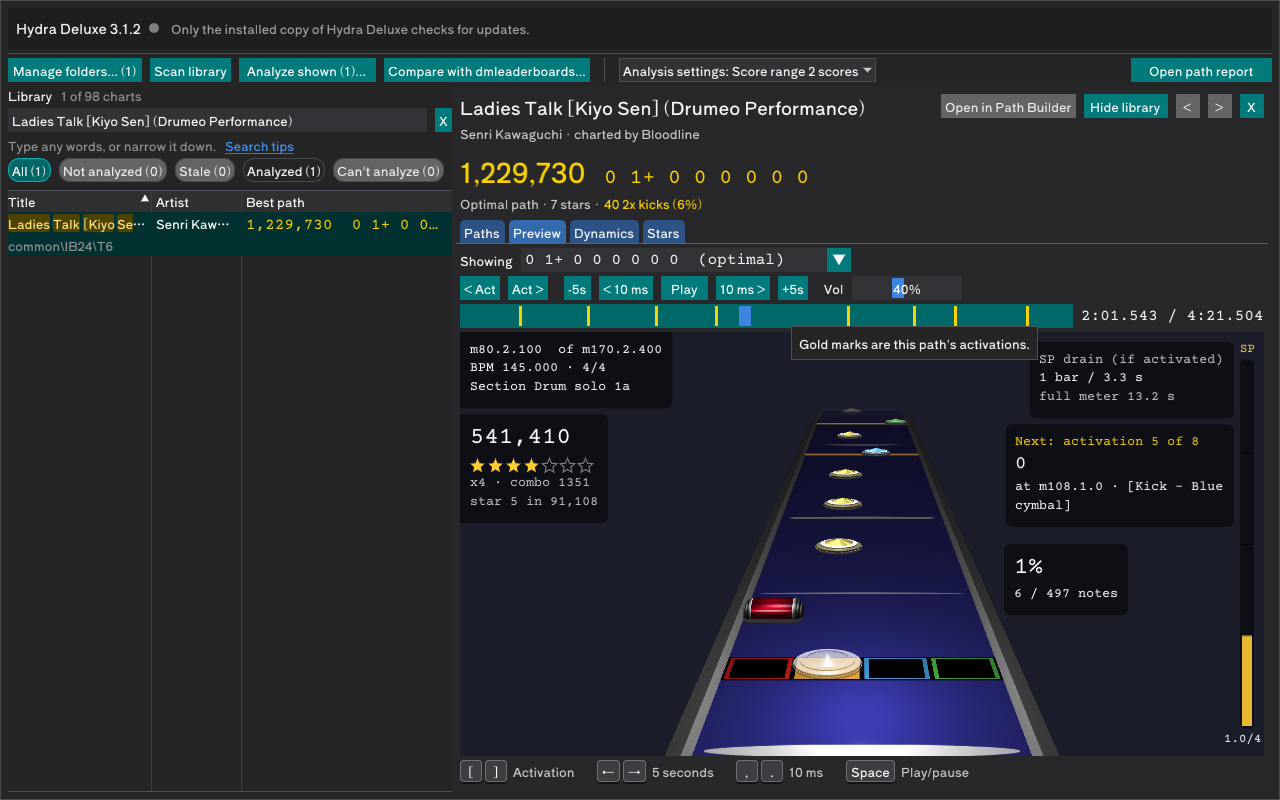 Hydra Deluxe 3.1.2 Only the installed copy of Hydra Deluxe checks for updates.
Manage folders... (1) Scan library Analyze shown (1)... Compare with dmleaderboards... Analysis settings: Score range 2 scores Open path report
Library 1 of 98 charts
Ladies Talk [Kiyo Sen] (Drumeo Performance) X
Type any words, or narrow it down. Search tips
All (1) Not analyzed (0) Stale (0) Analyzed (1) Can't analyze (0)
Title Artist Best path
Ladies Talk [Kiyo Se··· Senri Kaw··· 1,229,730 0 1+ 0 0…
common\IB24\T6
Ladies Talk [Kiyo Sen] (Drumeo Performance) Open in Path Builder Hide library < > X
Senri Kawaguchi · charted by Bloodline
1,229,730 0 1+ 0 0 0 0 0 0
Optimal path · 7 stars · 40 2x kicks (6%)
Paths Preview Dynamics Stars
Showing 0 1+ 0 0 0 0 0 0 (optimal)
< Act Act > -5s < 10 ms Play 10 ms > +5s Vol 40%
2:01.543 / 4:21.504
Gold marks are this path's activations.
m80.2.100 of m170.2.400
BPM 145.000 · 4/4
Section Drum solo 1a
SP drain (if activated)
1 bar / 3.3 s
full meter 13.2 s
SP
541,410
x4 · combo 1351
star 5 in 91,108
Next: activation 5 of 8
0
at m108.1.0 · [Kick - Blue
cymbal]
1%
6 / 497 notes
1.0/4
[ ] Activation ← → 5 seconds , . 10 ms Space Play/pause